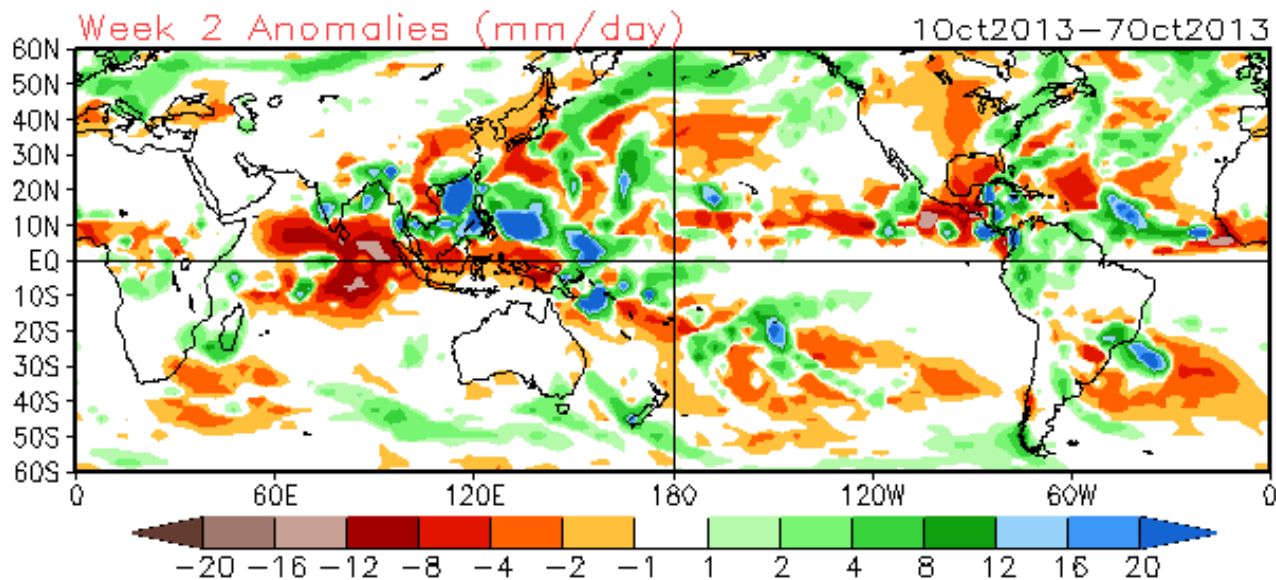 Week 2 Anomalies (mm/day) 1Oct2013-7Oct2013
60N
50N
40N
30N
20N
10N
EQ
10S
20S
30S
40S
50S
60S
0 60E 120E 180 120W 60W 0
-20 -16 -12 -8 -4 -2 -1 1 2 4 8 12 16 20